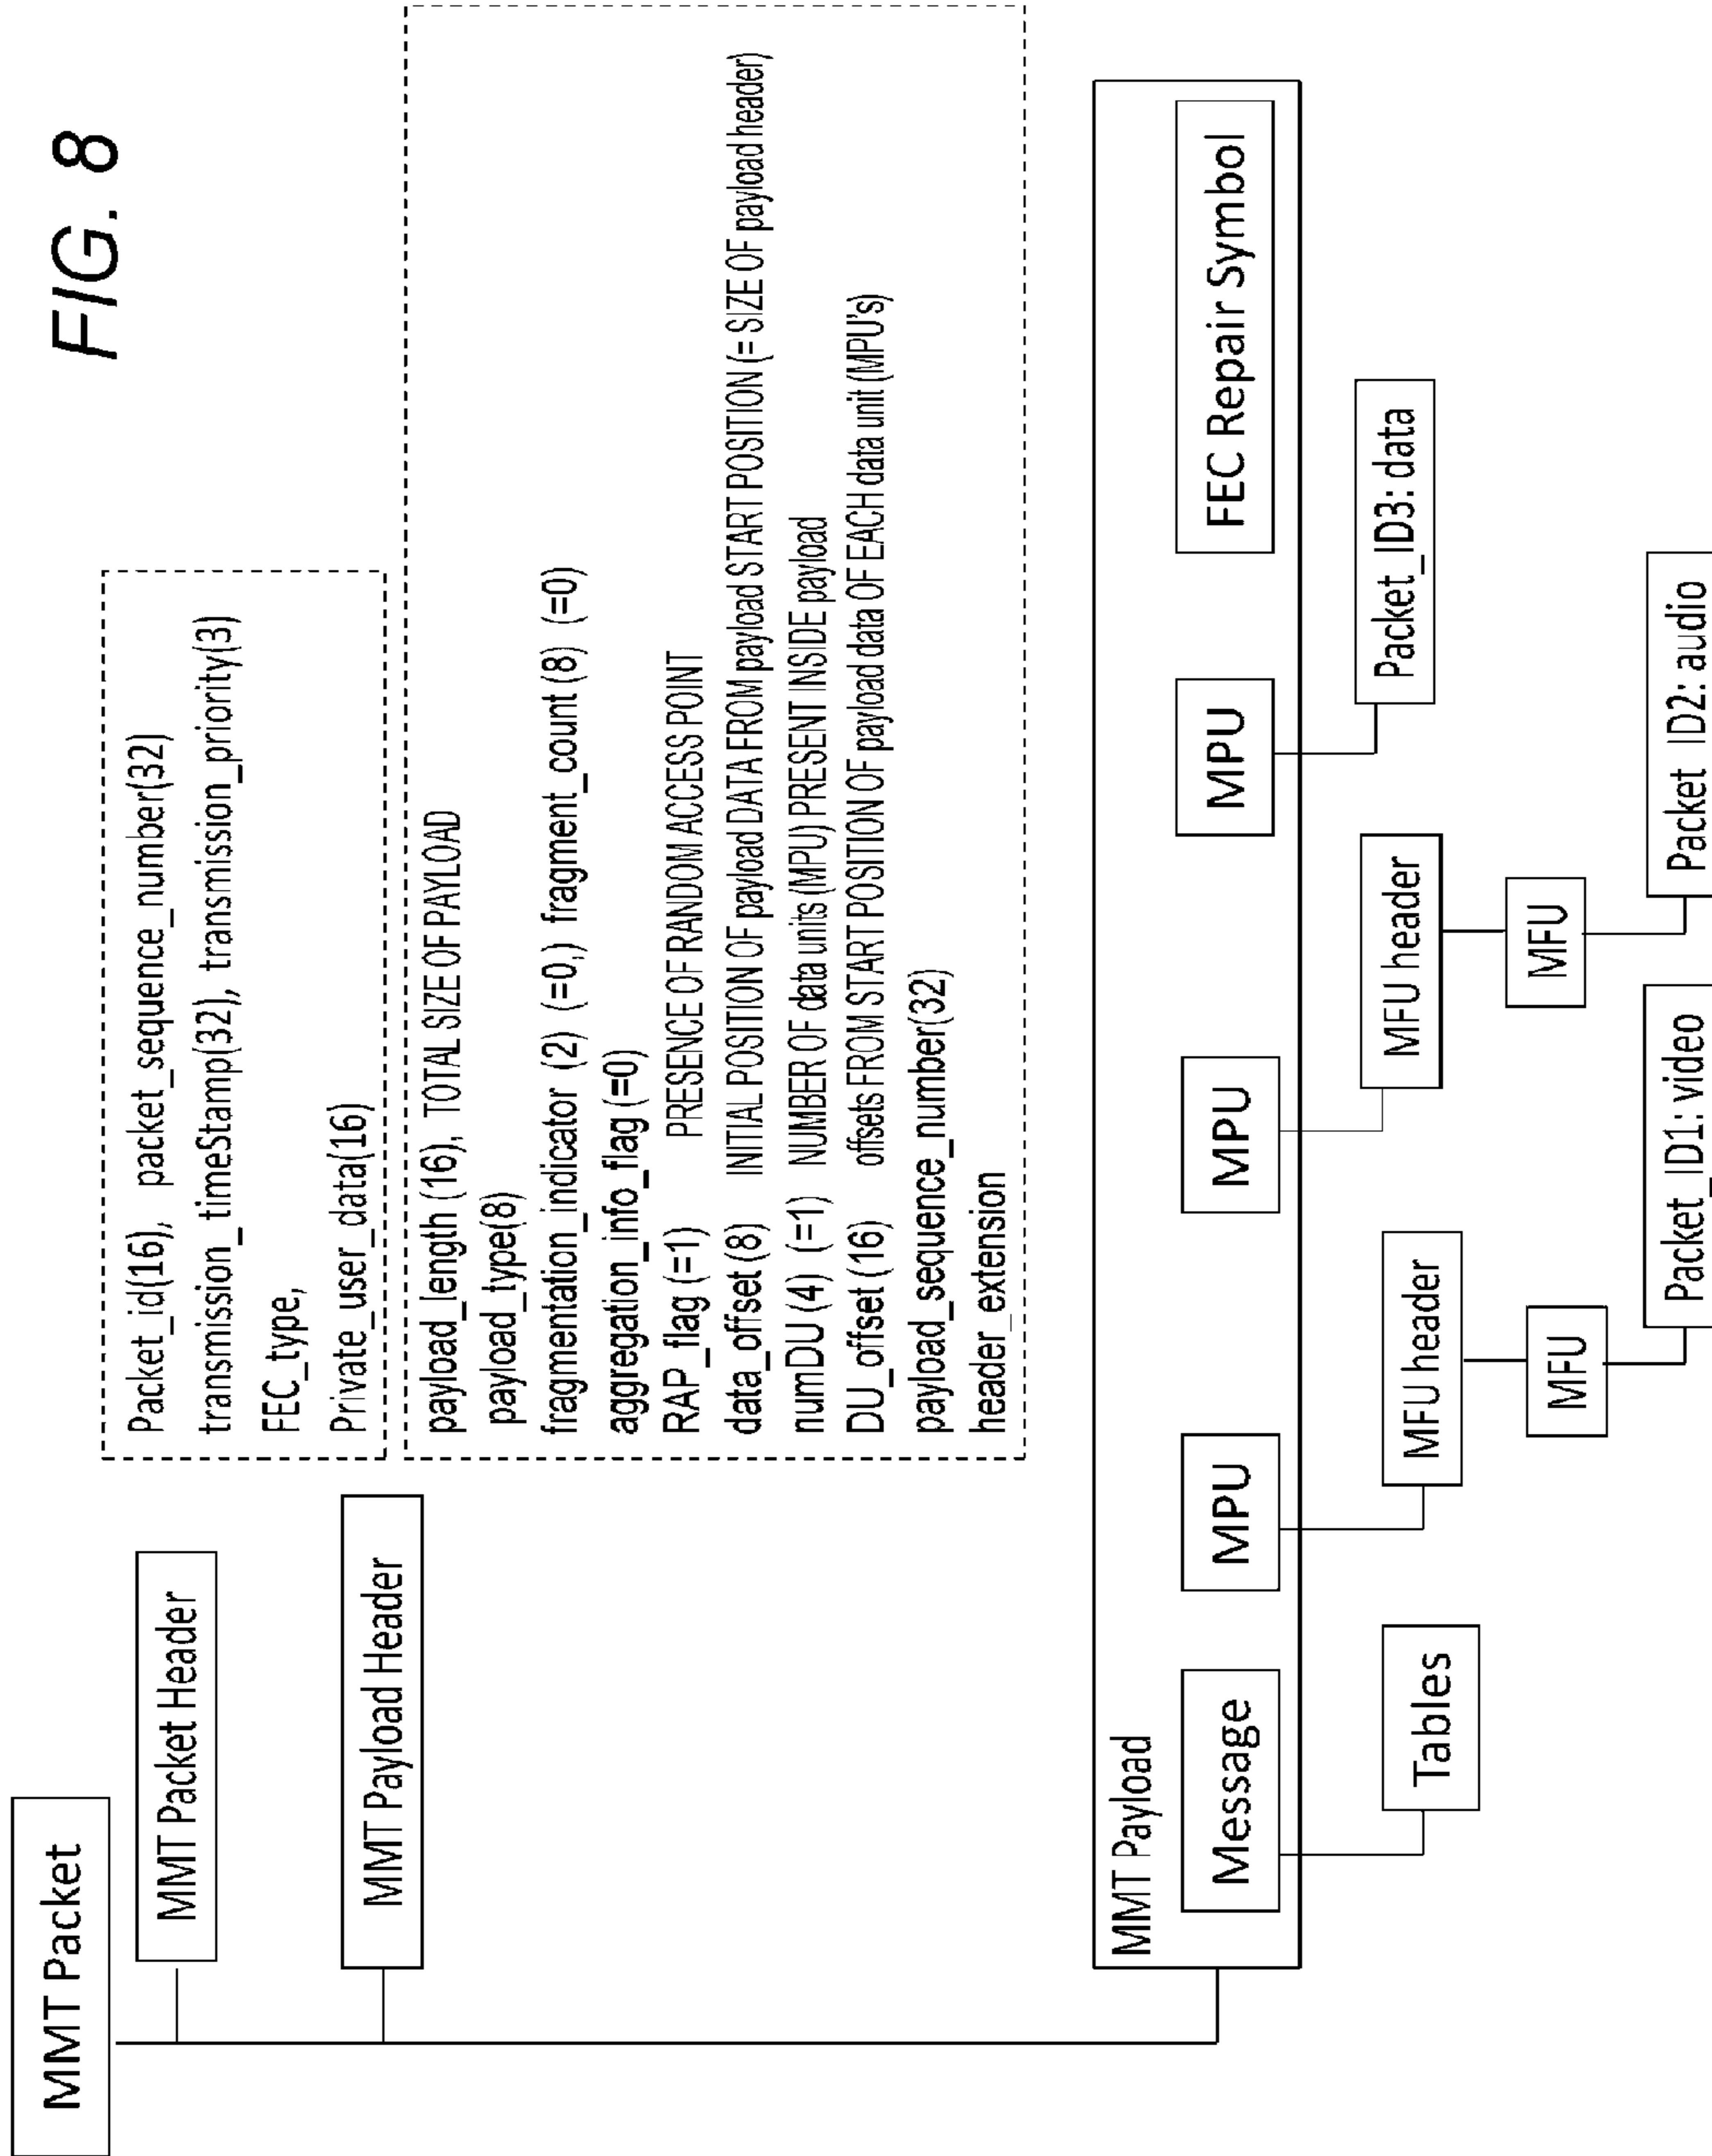 FIG. 8
MMT Packet
MMT Packet Header
Packet_id(16), packet_sequence_number(32)
transmission_timeStamp(32), transmission_priority(3)
FEC_type,
Private_user_data(16)
MMT Payload Header
payload_length (16), TOTAL SIZE OF PAYLOAD
payload_type(8)
fragmentation_indicator (2) (=0,) fragment_count (8) (=0)
aggregation_info_flag (=0)
RAP_flag (=1) PRESENCE OF RANDOM ACCESS POINT
data_offset (8) INITIAL POSITION OF payload DATA FROM payload START POSITION (= SIZE OF payload header)
numDU (4) (=1) NUMBER OF data units (MPU) PRESENT INSIDE payload
DU_offset (16) offsets FROM START POSITION OF payload data OF EACH data unit (MPU's)
payload_sequence_number(32)
header_extension
MMT Payload
Message
MPU
MPU
MPU
FEC Repair Symbol
Tables
MFU header
MFU header
Packet_ID3: data
MFU
MFU
Packet_ID1: video
Packet_ID2: audio